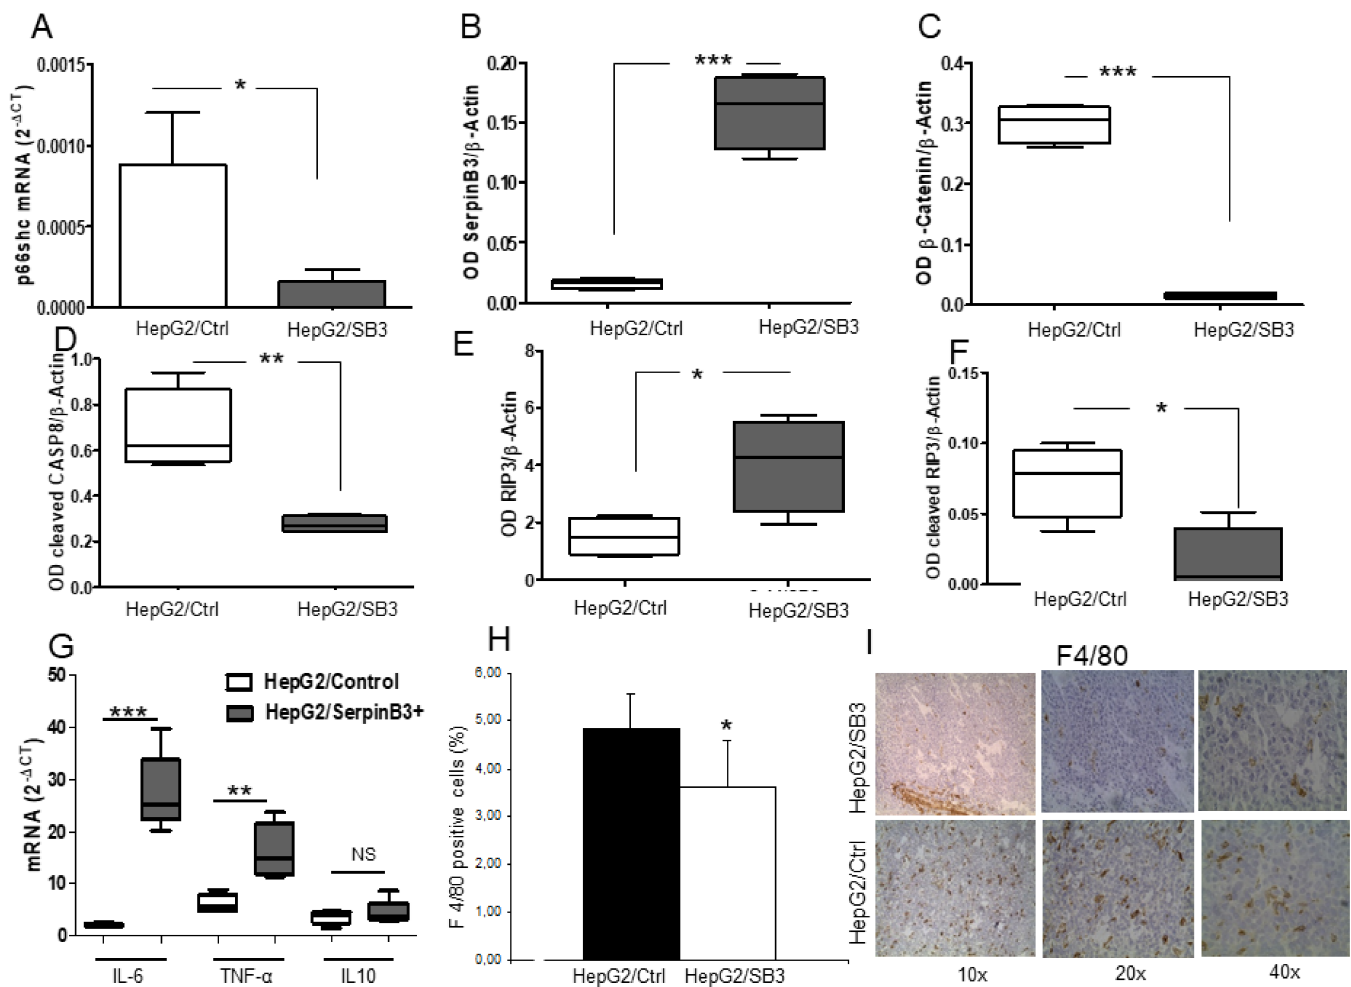 A
p66shc mRNA (2^-ΔCT)
0.0015
0.0010
0.0005
0.0000
*
HepG2/Ctrl
HepG2/SB3
B
OD SerpinB3/β-Actin
0.20
0.15
0.10
0.05
0.00
***
HepG2/Ctrl
HepG2/SB3
C
OD β-Catenin/β-Actin
0.4
0.3
0.2
0.1
0.0
***
HepG2/Ctrl
HepG2/SB3
D
OD cleaved CASP8/β-Actin
1.0
0.8
0.6
0.4
0.2
0.0
**
HepG2/Ctrl
HepG2/SB3
E
OD RIP3/β-Actin
8
6
4
2
0
*
HepG2/Ctrl
HepG2/SB3
F
OD cleaved RIP3/β-Actin
0.15
0.10
0.05
0.00
*
HepG2/Ctrl
HepG2/SB3
G
mRNA (2^-ΔCT)
50
40
30
20
10
0
HepG2/Control
HepG2/SerpinB3+
***
**
NS
IL-6
TNF-α
IL10
H
F 4/80 positive cells (%)
6,00
5,00
4,00
3,00
2,00
1,00
0,00
*
HepG2/Ctrl
HepG2/SB3
I
F4/80
HepG2/SB3
HepG2/Ctrl
10x
20x
40x